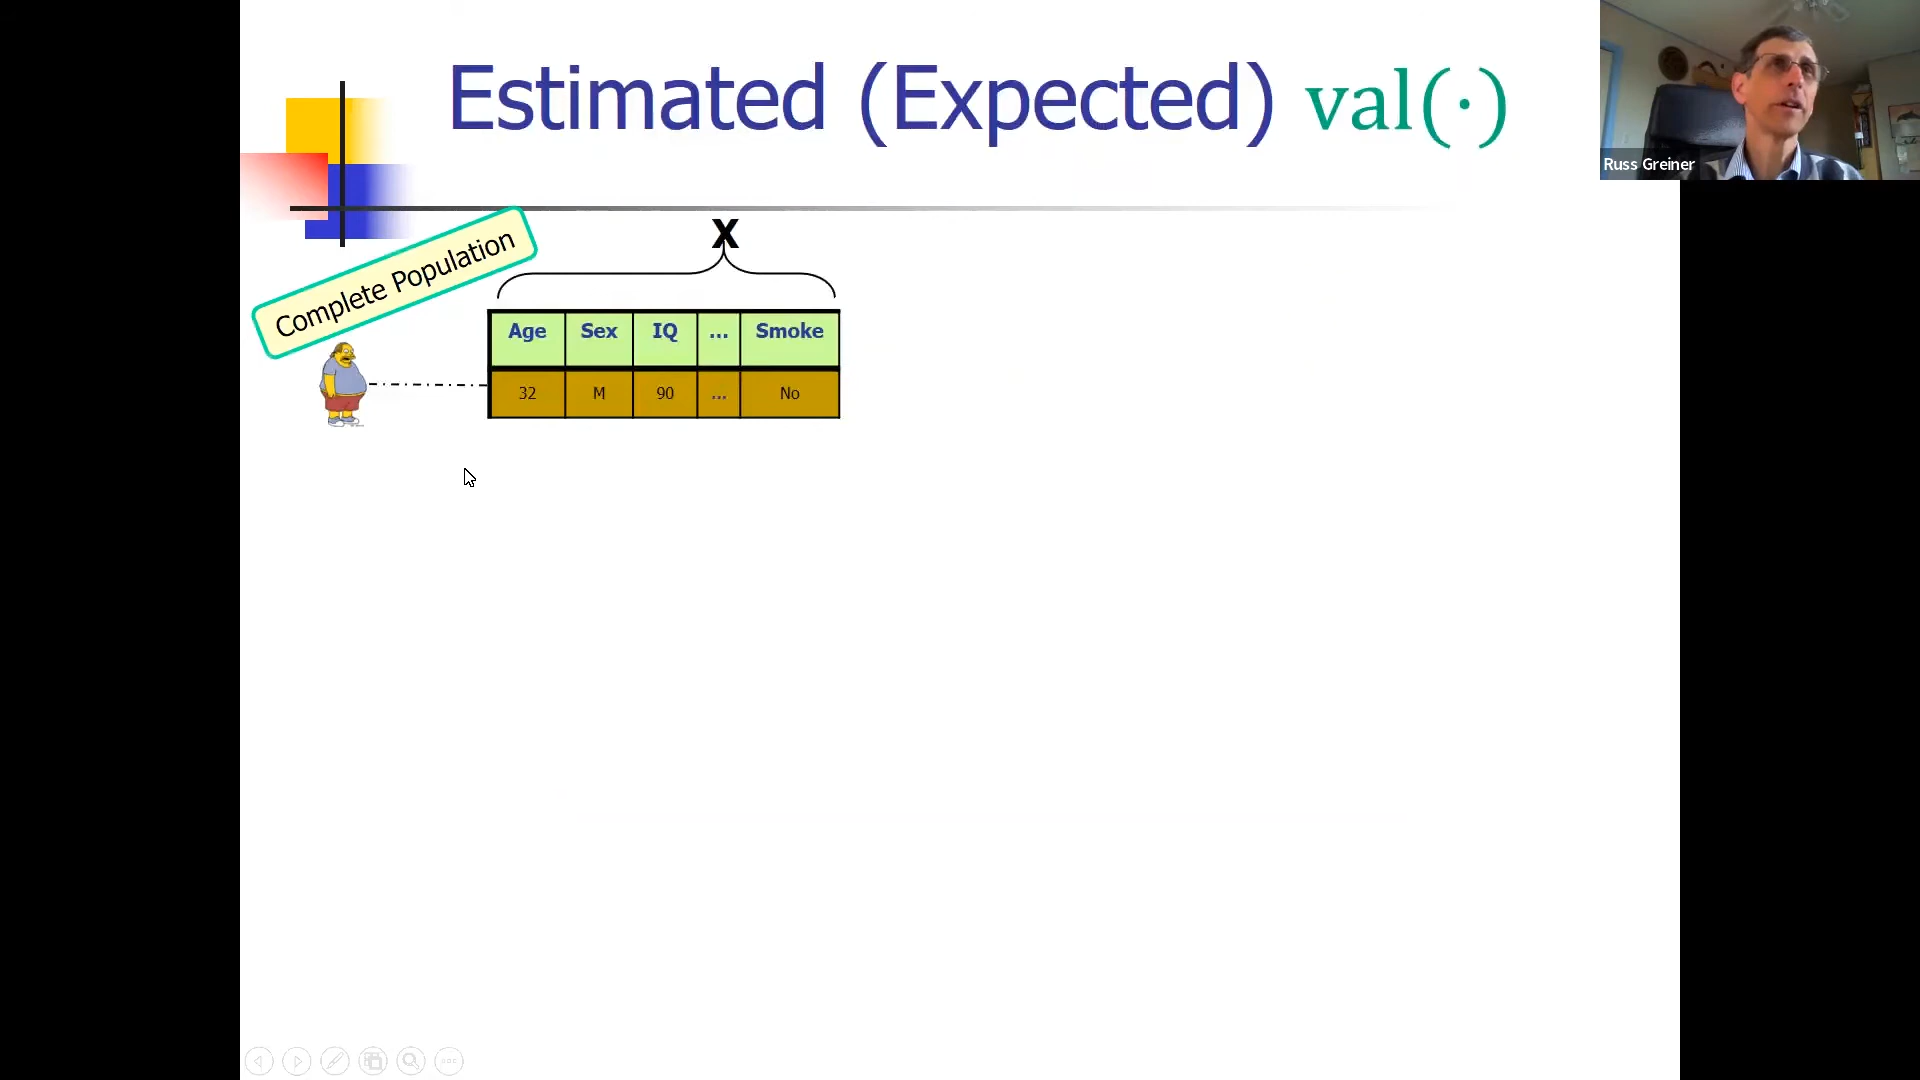 Estimated (Expected) val(·)
Russ Greiner
Complete Population
X
Age Sex IQ ... Smoke
32 M 90 ... No